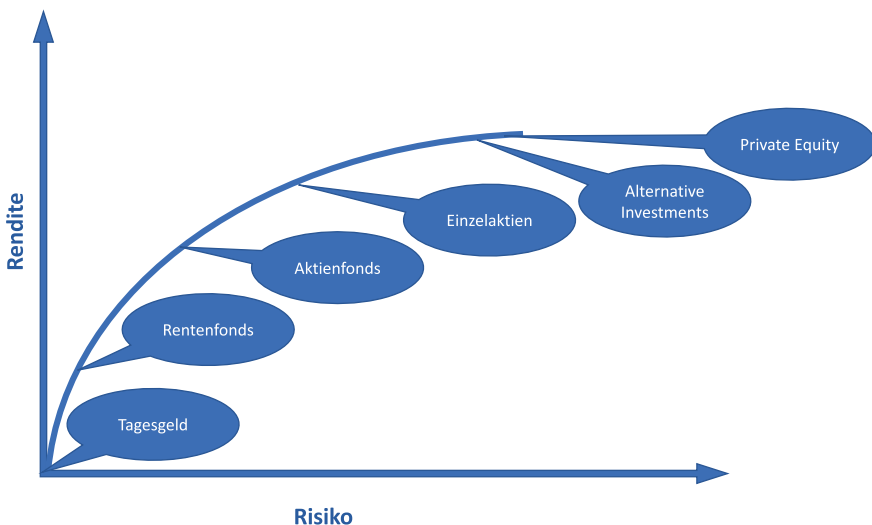 Private Equity
Alternative
Investments
Einzelaktien
Aktienfonds
Rentenfonds
Tagesgeld
Rendite
Risiko